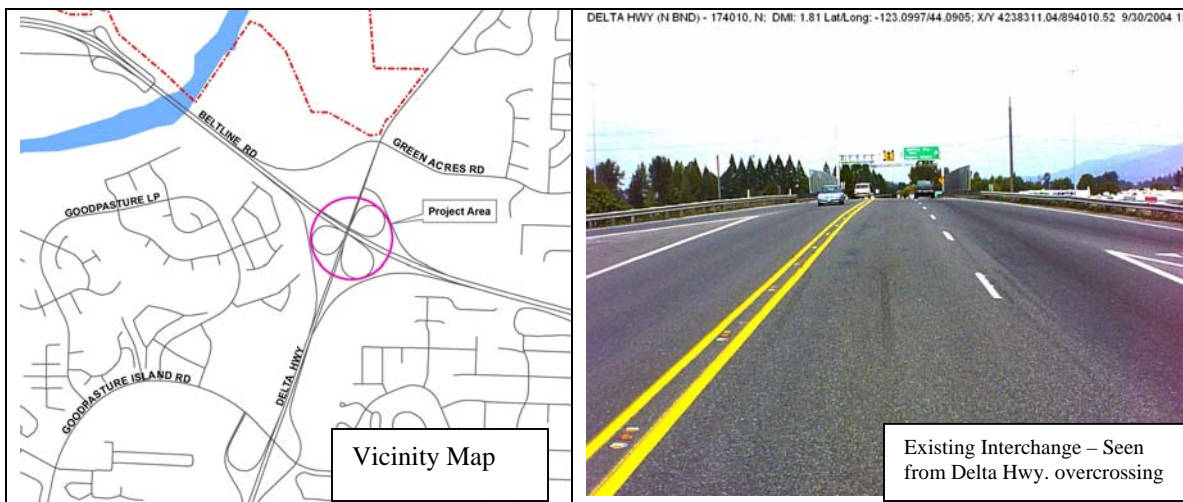 BELTLINE RD
GREEN ACRES RD
GOODPASTURE LP
Project Area
DELTA HWY
GOODPASTURE ISLAND RD
Vicinity Map
DELTA HWY (N BND) - 174010, N; DMI: 1.81 Lat/Long: -123.0997/44.0905; X/Y 4238311.04/894010.52 9/30/2004
Existing Interchange – Seen
from Delta Hwy. overcrossing